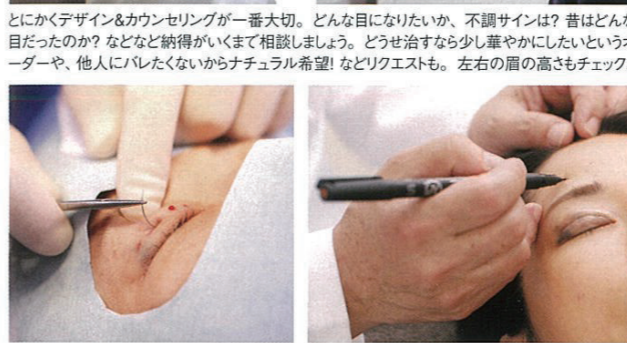 とにかくデザイン&カウンセリングが一番大切。どんな目になりたいか、不調サインは? 昔はどんな
目だったのか? などなど納得がいくまで相談しましょう。どうせ治すなら少し華やかにしたいというオ
ーダーや、他人にバレたくないからナチュラル希望! などリクエストも。左右の眉の高さもチェック